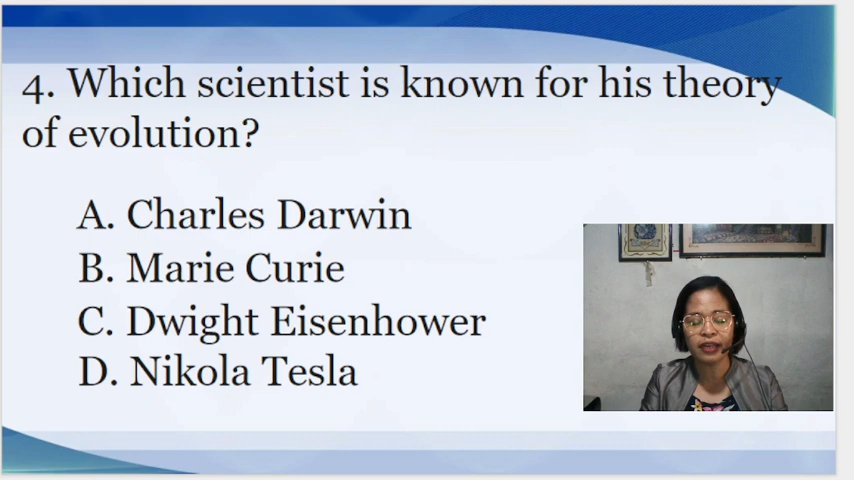 4. Which scientist is known for his theory
of evolution?
A. Charles Darwin
B. Marie Curie
C. Dwight Eisenhower
D. Nikola Tesla